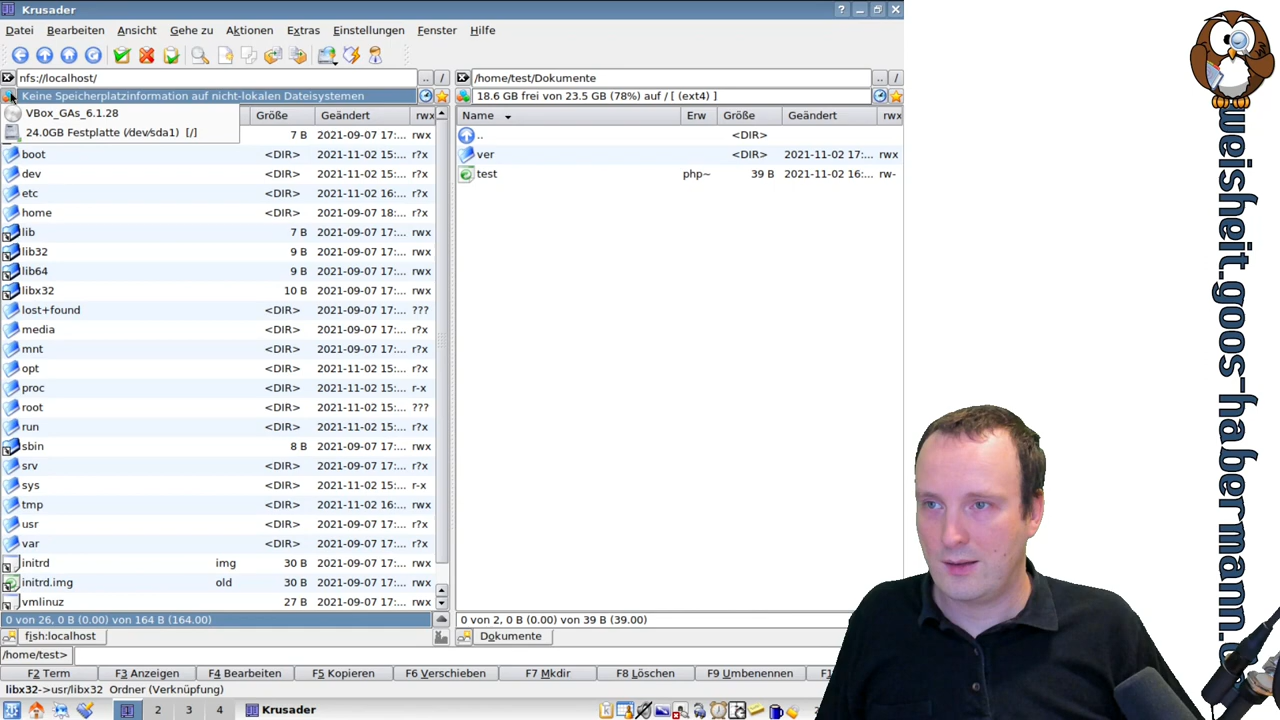 Krusader
Datei Bearbeiten Ansicht Gehe zu Aktionen Extras Einstellungen Fenster Hilfe
nfs://localhost/ .. /
Keine Speicherplatzinformation auf nicht-lokalen Dateisystemen
VBox_GAs_6.1.28
24.0GB Festplatte (/dev/sda1) [/]
Größe Geändert rwx
7 B 2021-09-07 17:... rwx
boot <DIR> 2021-11-02 15:... r?x
dev <DIR> 2021-11-02 15:... r?x
etc <DIR> 2021-11-02 16:... r?x
home <DIR> 2021-09-07 18:... r?x
lib 7 B 2021-09-07 17:... rwx
lib32 9 B 2021-09-07 17:... rwx
lib64 9 B 2021-09-07 17:... rwx
libx32 10 B 2021-09-07 17:... rwx
lost+found <DIR> 2021-09-07 17:... ???
media <DIR> 2021-09-07 17:... r?x
mnt <DIR> 2021-09-07 17:... r?x
opt <DIR> 2021-09-07 17:... r?x
proc <DIR> 2021-11-02 15:... r-x
root <DIR> 2021-11-02 15:... ???
run <DIR> 2021-11-02 15:... r?x
sbin 8 B 2021-09-07 17:... rwx
srv <DIR> 2021-09-07 17:... r?x
sys <DIR> 2021-11-02 15:... r-x
tmp <DIR> 2021-11-02 16:... rwx
usr <DIR> 2021-09-07 17:... r?x
var <DIR> 2021-09-07 17:... r?x
initrd img 30 B 2021-09-07 17:... rwx
initrd.img old 30 B 2021-09-07 17:... rwx
vmlinuz 27 B 2021-09-07 17:... rwx
0 von 26, 0 B (0.00) von 164 B (164.00)
fish:localhost
/home/test/Dokumente .. /
18.6 GB frei von 23.5 GB (78%) auf / [ (ext4) ]
Name Erw Größe Geändert rwx
.. <DIR>
ver <DIR> 2021-11-02 17:... rwx
test php~ 39 B 2021-11-02 16:... rw-
0 von 2, 0 B (0.00) von 39 B (39.00)
Dokumente
/home/test>
F2 Term F3 Anzeigen F4 Bearbeiten F5 Kopieren F6 Verschieben F7 Mkdir F8 Löschen F9 Umbenennen
libx32->usr/libx32 Ordner (Verknüpfung)
1 2 3 4 Krusader
weisheit.goos-habermann.